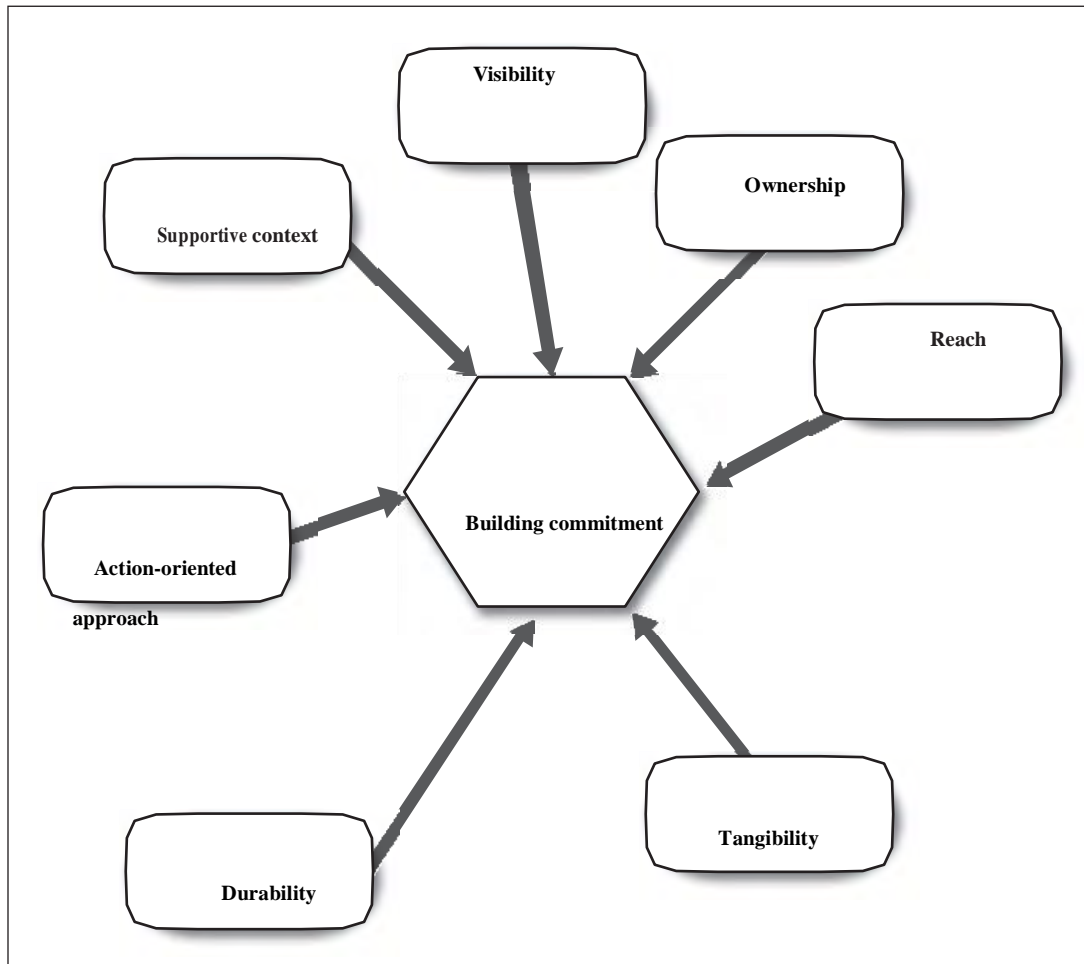 Visibility
Ownership
Supportive context
Reach
Building commitment
Action-oriented
approach
Tangibility
Durability